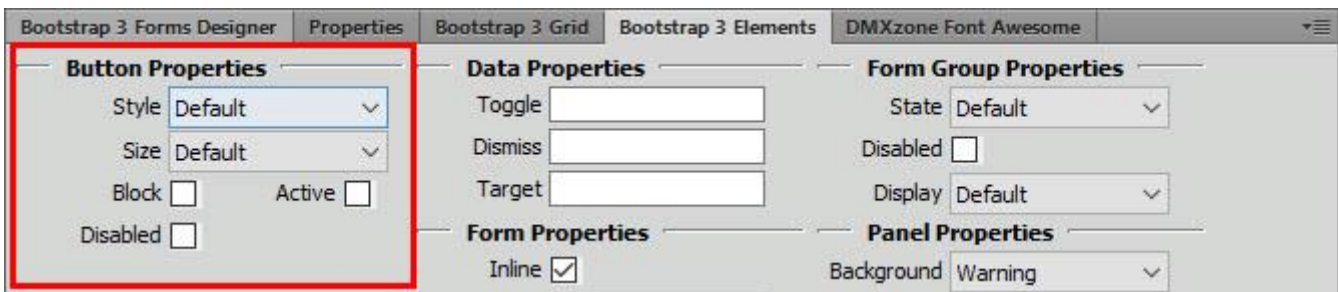 Bootstrap 3 Forms Designer Properties Bootstrap 3 Grid Bootstrap 3 Elements DMXzone Font Awesome
Button Properties
Style Default
Size Default
Block Active
Disabled
Data Properties
Toggle
Dismiss
Target
Form Properties
Inline
Form Group Properties
State Default
Disabled
Display Default
Panel Properties
Background Warning